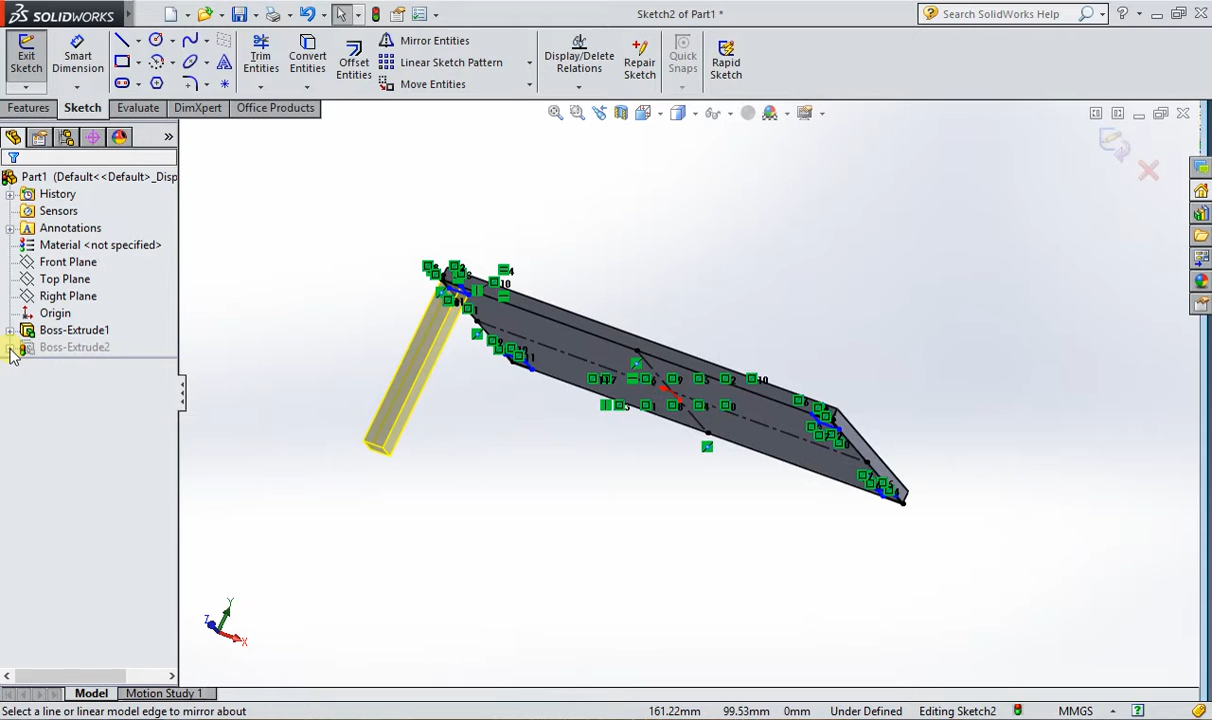 SOLIDWORKS
Sketch2 of Part1 *
Search SolidWorks Help
Exit Sketch
Smart Dimension
Trim Entities
Convert Entities
Offset Entities
Mirror Entities
Linear Sketch Pattern
Move Entities
Display/Delete Relations
Repair Sketch
Quick Snaps
Rapid Sketch
Features
Sketch
Evaluate
DimXpert
Office Products
Part1 (Default<<Default>_Disp
History
Sensors
Annotations
Material <not specified>
Front Plane
Top Plane
Right Plane
Origin
Boss-Extrude1
Boss-Extrude2
Y
Z
X
Model
Motion Study 1
Select a line or linear model edge to mirror about
161.22mm
99.53mm
0mm
Under Defined
Editing Sketch2
MMGS